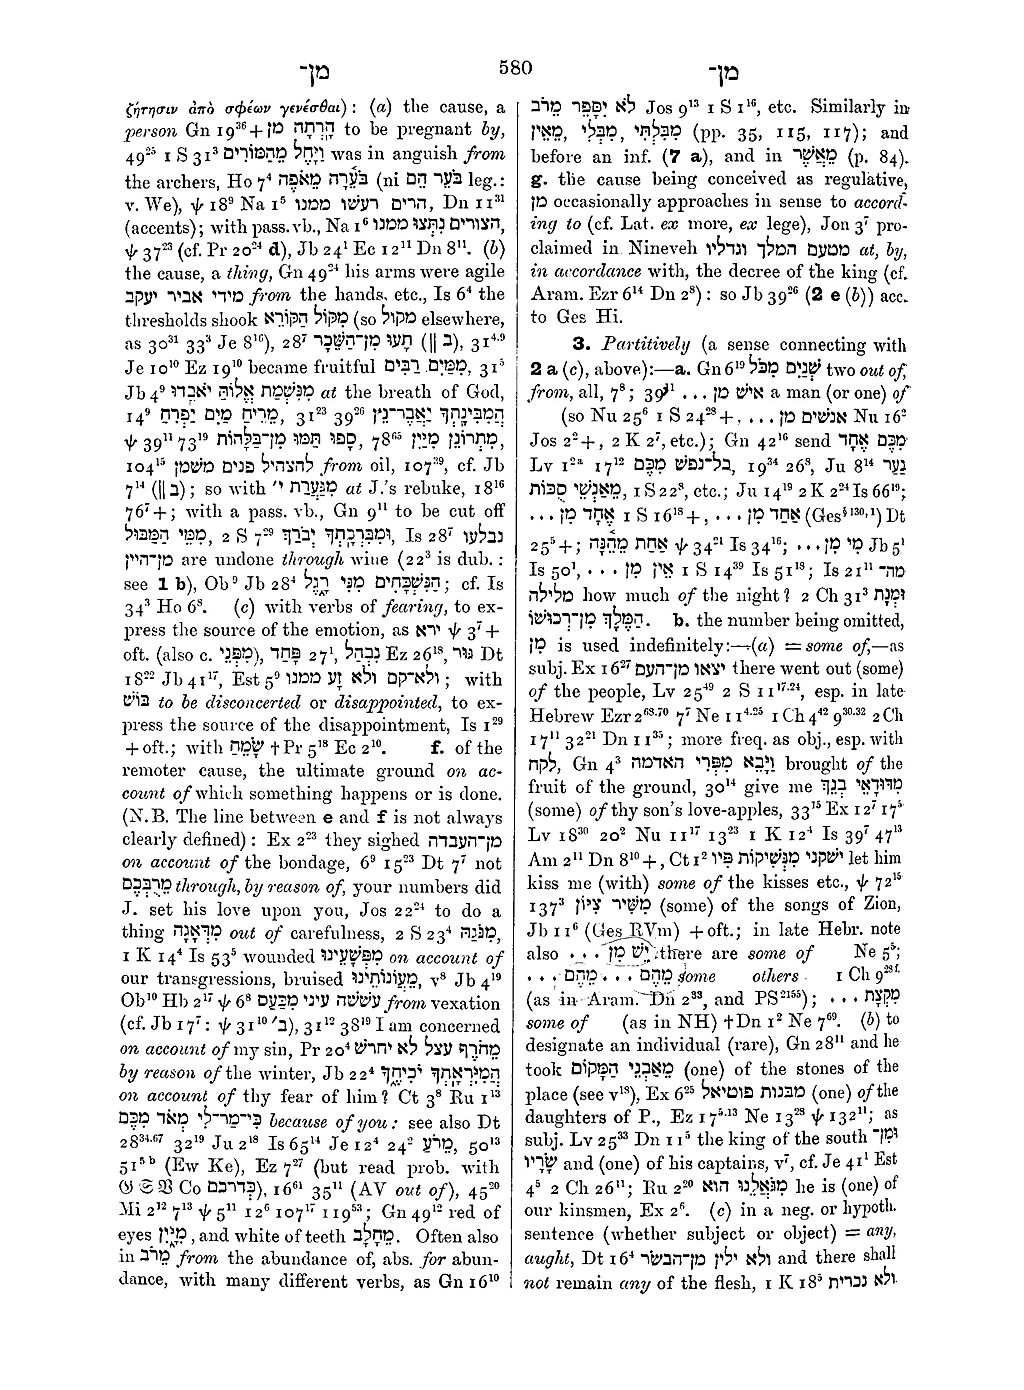 מן־
580
מן־
ζήτησιν ἀπὸ σφέων γενέσθαι): (a) the cause, a
person Gn 19³⁶+ הָרְתָה מן to be pregnant by,
49²⁵ 1 S 31³ וַיָּחֶל מֵהַמּוֹרִים was in anguish from
the archers, Ho 7⁴ בֹּעֵרָה מֵאֹפֶה (ni בֹּעֵר הֵם leg.:
v. We), ψ 18⁹ Na 1⁵ הרים רעשו ממנו, Dn 11³¹
(accents); with pass. vb., Na 1⁶ הצורים נִתְּצוּ ממנו,
ψ 37²³ (cf. Pr 20²⁴ d), Jb 24¹ Ec 12¹¹ Dn 8¹¹. (b)
the cause, a thing, Gn 49²⁴ his arms were agile
מידי אביר יעקב from the hands, etc., Is 6⁴ the
thresholds shook מִקּוֹל הַקּוֹרֵא (so מקול elsewhere,
as 30³¹ 33³ Je 8¹⁶), 28⁷ תָּעוּ מִן־הַשֵּׁכָר (‖ ב), 31⁴·⁹
Je 10¹⁰ Ez 19¹⁰ became fruitful מִמַּיִם רַבִּים, 31⁵
Jb 4⁹ מִנִּשְׁמַת אֱלוֹהַּ יֹאבֵדוּ at the breath of God,
14⁹ מֵרֵיחַ מַיִם יַפְרִחַ, 31²³ 39²⁶ הֲמִבִּינָתְךָ יַאֲבֶר־נֵץ
ψ 39¹¹ 73¹⁹ סָפוּ תַמּוּ מִן־בַּלָּהוֹת, 78⁶⁵ מִתְרוֹנֵן מִיָּיִן,
104¹⁵ להצהיל פנים משמן from oil, 107³⁹, cf. Jb
7¹⁴ (‖ ב); so with מִגַּעֲרַת י׳ at J.'s rebuke, 18¹⁶
76⁷+; with a pass. vb., Gn 9¹¹ to be cut off
מִמֵּי הַמַּבּוּל, 2 S 7²⁹ וּמִבִּרְכָתְךָ יְבֹרַךְ, Is 28⁷ נבלעו
מן־היין are undone through wine (22³ is dub.:
see 1 b), Ob⁹ Jb 28⁴ הַנִּשְׁכָּחִים מִנִּי רָגֶל; cf. Is
34³ Ho 6⁸. (c) with verbs of fearing, to ex-
press the source of the emotion, as ירא ψ 3⁷+
oft. (also c. מִפְּנֵי), פָּחַד 27¹, נִבְהַל Ez 26¹⁸, גּוּר Dt
18²² Jb 41¹⁷, Est 5⁹ ולא־קם ולא זָע ממנו; with
בּוֹשׁ to be disconcerted or disappointed, to ex-
press the source of the disappointment, Is 1²⁹
+oft.; with שָׂמֵחַ †Pr 5¹⁸ Ec 2¹⁰. f. of the
remoter cause, the ultimate ground on ac-
count of which something happens or is done.
(N.B. The line between e and f is not always
clearly defined): Ex 2²³ they sighed מן־העבדה
on account of the bondage, 6⁹ 15²³ Dt 7⁷ not
מֵרֻבְּכֶם through, by reason of, your numbers did
J. set his love upon you, Jos 22²⁴ to do a
thing מִדְּאָגָה out of carefulness, 2 S 23⁴ מִנֹּגַהּ,
1 K 14⁴ Is 53⁵ wounded מִפְּשָׁעֵינוּ on account of
our transgressions, bruised מֵעֲוֹנוֹתֵינוּ, v⁸ Jb 4¹⁹
Ob¹⁰ Hb 2¹⁷ ψ 6⁸ עששה עיני מִכַּעַס from vexation
(cf. Jb 17⁷: ψ 31¹⁰ ב׳), 31¹² 38¹⁹ I am concerned
on account of my sin, Pr 20⁴ מֵחֹרֶף עצל לא יחרשׁ
by reason of the winter, Jb 22⁴ הֲמִיִּרְאָתְךָ יֹכִיחֶךָ
on account of thy fear of him? Ct 3⁸ Ru 1¹³
כִּי־מַר־לִי מְאֹד מִכֶּם because of you: see also Dt
28³⁴·⁶⁷ 32¹⁹ Ju 2¹⁸ Is 65¹⁴ Je 12⁴ 24² מֵרֹעַ, 50¹³
51⁵ᵇ (Ew Ke), Ez 7²⁷ (but read prob. with
𝔊 𝔖 𝔙 Co כְּדרכם), 16⁶¹ 35¹¹ (AV out of), 45²⁰
Mi 2¹² 7¹³ ψ 5¹¹ 12⁶ 107¹⁷ 119⁵³; Gn 49¹² red of
eyes מִיָּיִן, and white of teeth מֵחָלָב. Often also
in מֵרֹב from the abundance of, abs. for abun-
dance, with many different verbs, as Gn 16¹⁰
לא יִסָּפֵר מֵרֹב Jos 9¹³ 1 S 1¹⁶, etc. Similarly in
מֵאֵין, מִבְּלִי, מִבִּלְתִּי (pp. 35, 115, 117); and
before an inf. (7 a), and in מֵאֲשֶׁר (p. 84).
g. the cause being conceived as regulative,
מִן occasionally approaches in sense to accord-
ing to (cf. Lat. ex more, ex lege), Jon 3⁷ pro-
claimed in Nineveh מטעם המלך וגדליו at, by,
in accordance with, the decree of the king (cf.
Aram. Ezr 6¹⁴ Dn 2⁸): so Jb 39²⁶ (2 e (b)) acc.
to Ges Hi.
3. Partitively (a sense connecting with
2 a (c), above):—a. Gn 6¹⁹ שְׁנַיִם מִכֹּל two out of,
from, all, 7⁸; 39¹¹ איש מן ... a man (or one) of
(so Nu 25⁶ 1 S 24²⁸+, ... אנשים מן Nu 16²
Jos 2²+, 2 K 2⁷, etc.); Gn 42¹⁶ send מִכֶּם אֶחָד
Lv 1²ᵃ 17¹² כל־נפש מִכֶּם, 19³⁴ 26⁸, Ju 8¹⁴ נַעַר
מֵאַנְשֵׁי סֻכּוֹת, 1 S 22⁸, etc.; Ju 14¹⁹ 2 K 2²⁴ Is 66¹⁹;
... אֶחָד מִן 1 S 16¹⁸+, ... אַחַד מִן (Ges§ ¹³⁰·¹) Dt
25⁵+; אַחַת מֵהֵנָּה ψ 34²¹ Is 34¹⁶; ... מִי מִן Jb 5¹
Is 50¹, ... אֵין מִן 1 S 14³⁹ Is 51¹⁸; Is 21¹¹ מה־
מלילה how much of the night? 2 Ch 31³ וּמְנָת
הַמֶּלֶךְ מִן־רְכוּשׁוֹ. b. the number being omitted,
מִן is used indefinitely:—(a) = some of,—as
subj. Ex 16²⁷ יצאו מן־העם there went out (some)
of the people, Lv 25⁴⁹ 2 S 11¹⁷·²⁴, esp. in late
Hebrew Ezr 2⁶⁸·⁷⁰ 7⁷ Ne 11⁴·²⁵ 1 Ch 4⁴² 9³⁰·³² 2 Ch
17¹¹ 32²¹ Dn 11³⁵; more freq. as obj., esp. with
לקח, Gn 4³ וַיָּבֵא מִפְּרִי האדמה brought of the
fruit of the ground, 30¹⁴ give me מִדּוּדָאֵי בְנֵךְ
(some) of thy son's love-apples, 33¹⁵ Ex 12⁷ 17⁵
Lv 18³⁰ 20² Nu 11¹⁷ 13²³ 1 K 12⁴ Is 39⁷ 47¹³
Am 2¹¹ Dn 8¹⁰+, Ct 1² ישקני מִנְּשִׁיקוֹת פִּיו let him
kiss me (with) some of the kisses etc., ψ 72¹⁵
137³ מִשִּׁיר צִיּוֹן (some) of the songs of Zion,
Jb 11⁶ (Ges RVm) +oft.; in late Hebr. note
also ... יֵשׁ מִן there are some of Ne 5⁵;
... מֵהֶם ... מֵהֶם some others 1 Ch 9²⁸ᶠ·
(as in Aram. Dn 2³³, and PS²¹⁵⁵); ... מִקְצָת
some of (as in NH) †Dn 1² Ne 7⁶⁹. (b) to
designate an individual (rare), Gn 28¹¹ and he
took מֵאַבְנֵי הַמָּקוֹם (one) of the stones of the
place (see v¹⁸), Ex 6²⁵ מבנות פוטיאל (one) of the
daughters of P., Ez 17⁵·¹³ Ne 13²⁸ ψ 132¹¹; as
subj. Lv 25³³ Dn 11⁵ the king of the south וּמִן־
שָׂרָיו and (one) of his captains, v⁷, cf. Je 41¹ Est
4⁵ 2 Ch 26¹¹; Ru 2²⁰ מִגֹּאֲלֵנוּ הוא he is (one) of
our kinsmen, Ex 2⁶. (c) in a neg. or hypoth.
sentence (whether subject or object) = any,
aught, Dt 16⁴ ולא ילין מן־הבשׂר and there shall
not remain any of the flesh, 1 K 18⁵ ולא נכרית